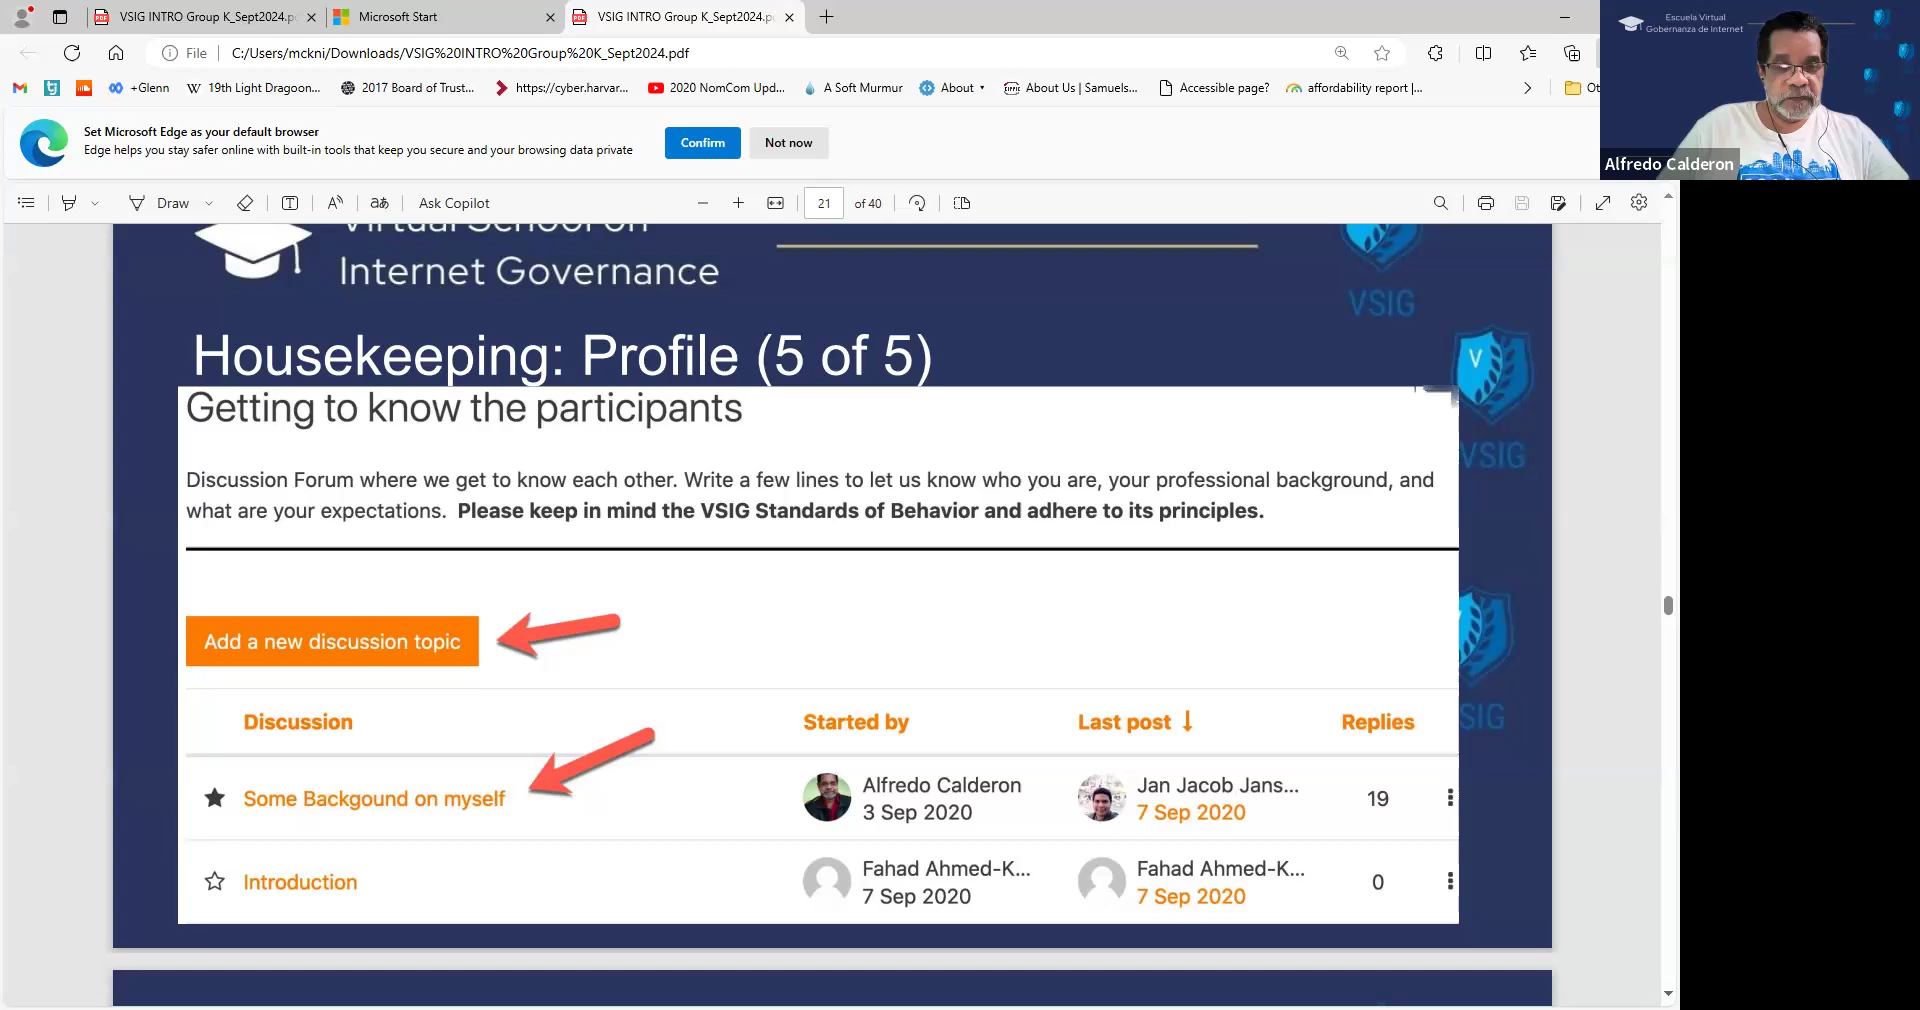 VSIG INTRO Group K_Sept2024.p
Microsoft Start
VSIG INTRO Group K_Sept2024.p
File
C:/Users/mckni/Downloads/VSIG%20INTRO%20Group%20K_Sept2024.pdf
+Glenn
19th Light Dragoon...
2017 Board of Trust...
https://cyber.harvar...
2020 NomCom Upd...
A Soft Murmur
About
About Us | Samuels...
Accessible page?
affordability report |...
Ot
Set Microsoft Edge as your default browser
Edge helps you stay safer online with built-in tools that keep you secure and your browsing data private
Confirm
Not now
Escuela Virtual
Gobernanza de Internet
Alfredo Calderon
Draw
Ask Copilot
21
of 40
Virtual School on
Internet Governance
VSIG
Housekeeping: Profile (5 of 5)
Getting to know the participants
VSIG
Discussion Forum where we get to know each other. Write a few lines to let us know who you are, your professional background, and
what are your expectations. Please keep in mind the VSIG Standards of Behavior and adhere to its principles.
Add a new discussion topic
SIG
Discussion
Started by
Last post
Replies
Some Backgound on myself
Alfredo Calderon
3 Sep 2020
Jan Jacob Jans...
7 Sep 2020
19
Introduction
Fahad Ahmed-K...
7 Sep 2020
Fahad Ahmed-K...
7 Sep 2020
0